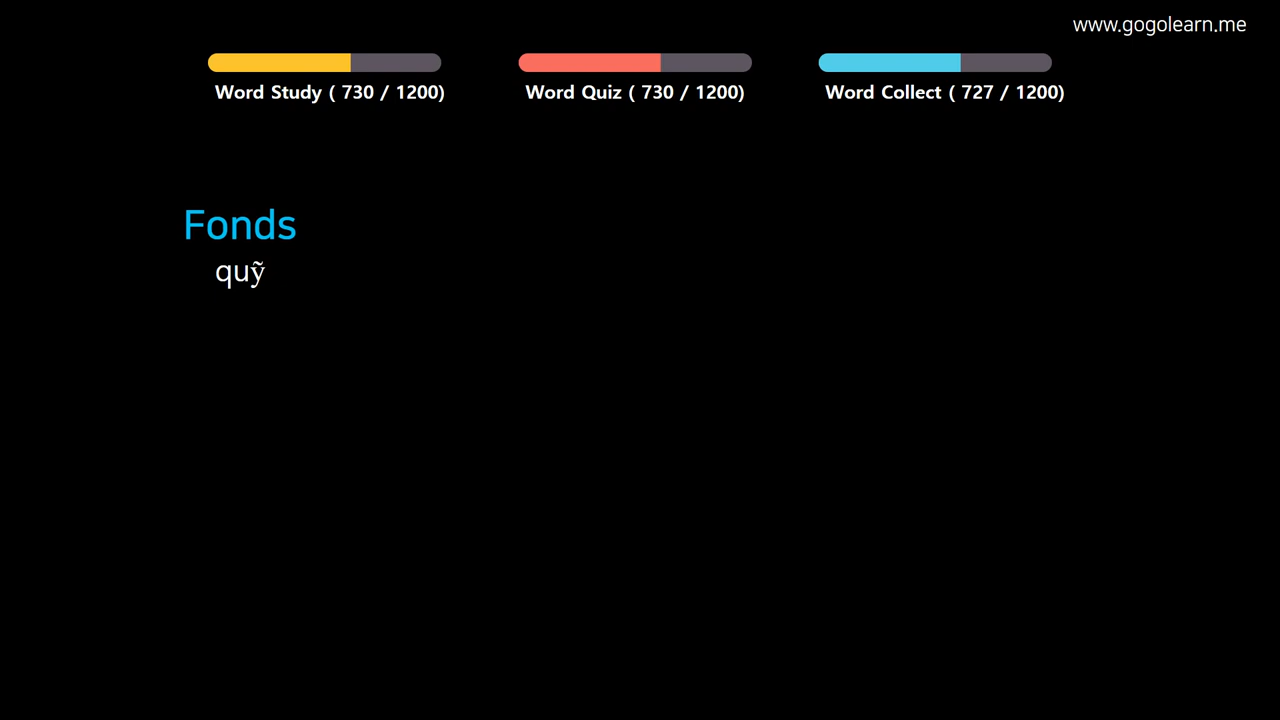 www.gogolearn.me
Word Study ( 730 / 1200)
Word Quiz ( 730 / 1200)
Word Collect ( 727 / 1200)
Fonds
quỹ